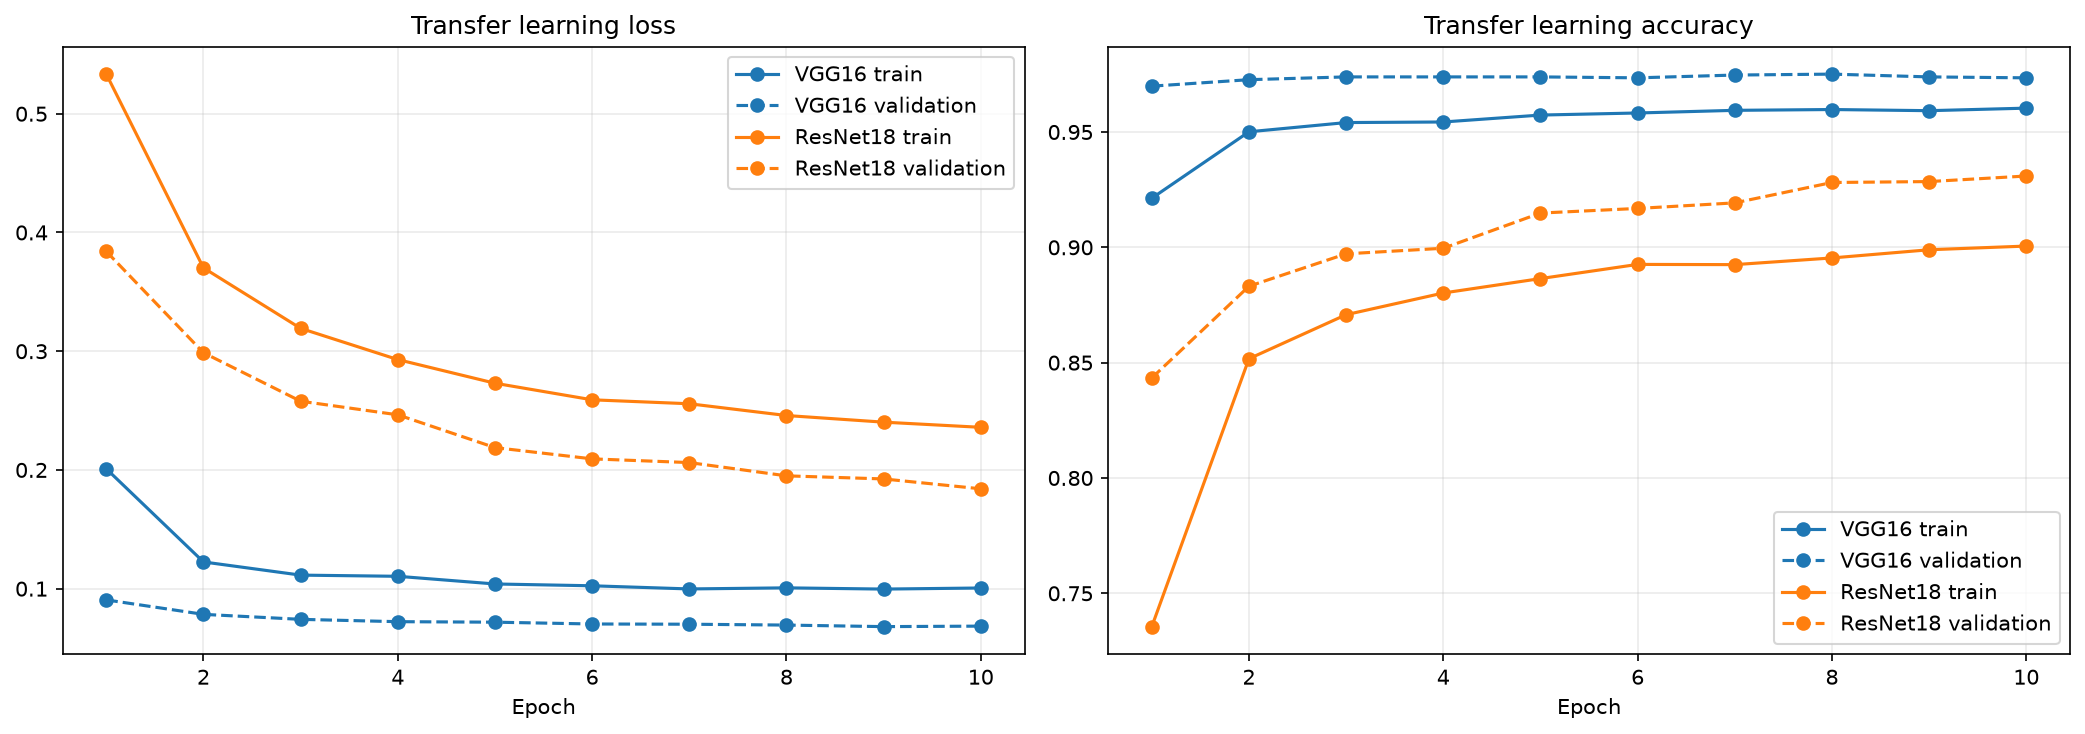 Transfer learning loss
0.5
0.4
0.3
0.2
0.1
2 4 6 8 10
Epoch
VGG16 train
VGG16 validation
ResNet18 train
ResNet18 validation
Transfer learning accuracy
0.95
0.90
0.85
0.80
0.75
2 4 6 8 10
Epoch
VGG16 train
VGG16 validation
ResNet18 train
ResNet18 validation